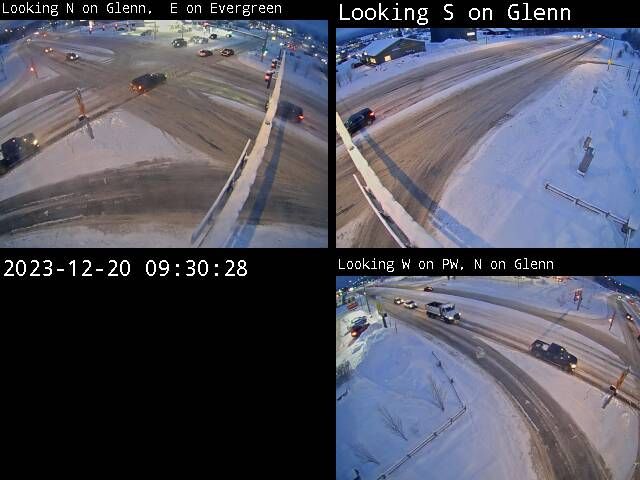 Looking N on Glenn,  E on Evergreen
Looking S on Glenn
2023-12-20 09:30:28
Looking W on PW, N on Glenn